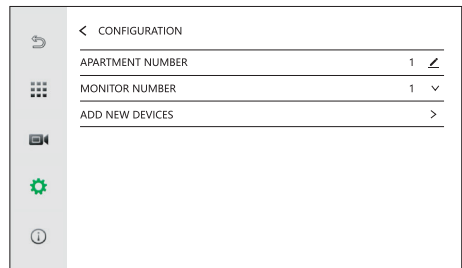 CONFIGURATION
APARTMENT NUMBER 1
MONITOR NUMBER 1
ADD NEW DEVICES